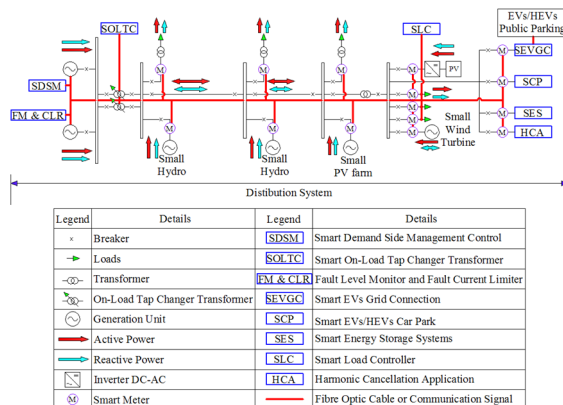 EVs/HEVs
Public Parking
SOLTC
SLC
SEVGC
PV
SDSM
SCP
FM & CLR
SES
HCA
M
M
M
M
M
M
M
M
M
M
M
M
M
M
Small
Hydro
Small
Hydro
Small
PV farm
Small
Wind
Turbine
Distibution System
Legend Details Legend Details
x Breaker SDSM Smart Demand Side Management Control
Loads SOLTC Smart On-Load Tap Changer Transformer
Transformer FM & CLR Fault Level Monitor and Fault Current Limiter
On-Load Tap Changer Transformer SEVGC Smart EVs Grid Connection
Generation Unit SCP Smart EVs/HEVs Car Park
Active Power SES Smart Energy Storage Systems
Reactive Power SLC Smart Load Controller
Inverter DC-AC HCA Harmonic Cancellation Application
M Smart Meter Fibre Optic Cable or Communication Signal